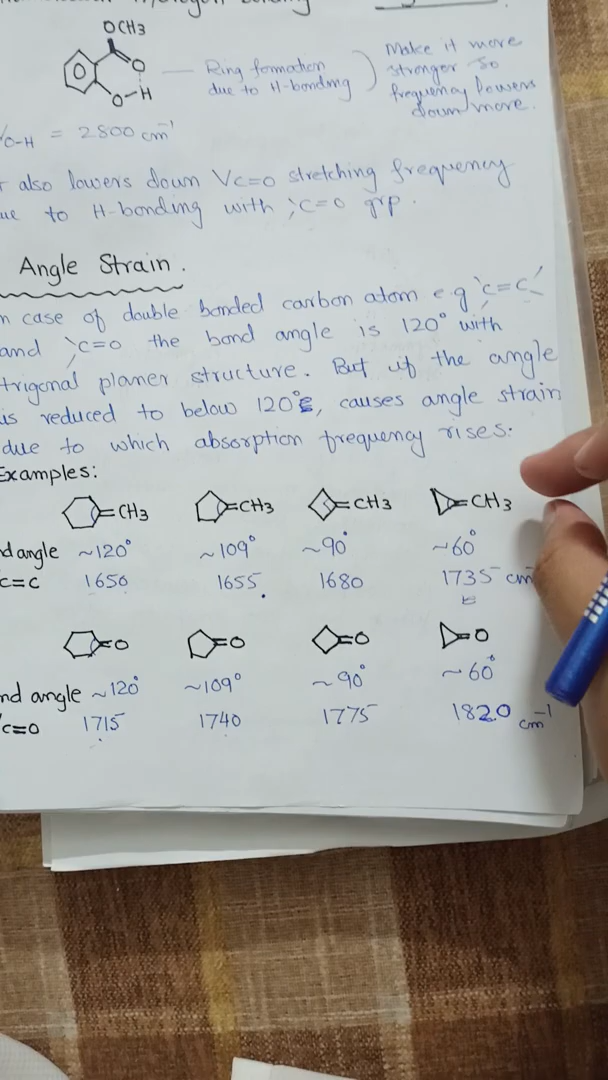 OCH3
O
O-H
Ring formation
due to H-bonding
Make it more
stronger so
frequency lowers
down more.
O-H = 2800 cm⁻¹
also lowers down Vc=o stretching frequency
to H-bonding with >C=O grp.
Angle Strain.
case of double bonded carbon atom e.g >C=C<
and >C=O the bond angle is 120° with
trigonal planer structure. But if the angle
is reduced to below 120°, causes angle strain
due to which absorption frequency rises.
Examples:
=CH3 =CH3 =CH3 =CH3
angle ~120° ~109° ~90° ~60°
C=C 1650 1655. 1680 1735 cm
=O =O =O =O
angle ~120° ~109° ~90° ~60°
C=O 1715 1740 1775 1820 cm⁻¹